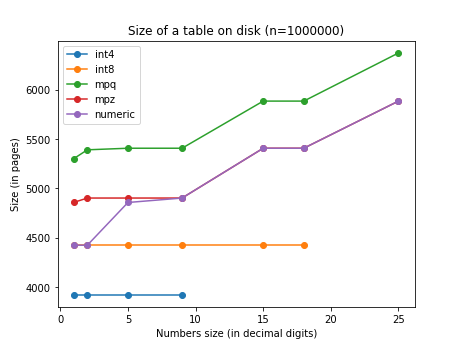 Size of a table on disk (n=1000000)
int4
int8
mpq
mpz
numeric
Size (in pages)
6000
5500
5000
4500
4000
0
5
10
15
20
25
Numbers size (in decimal digits)